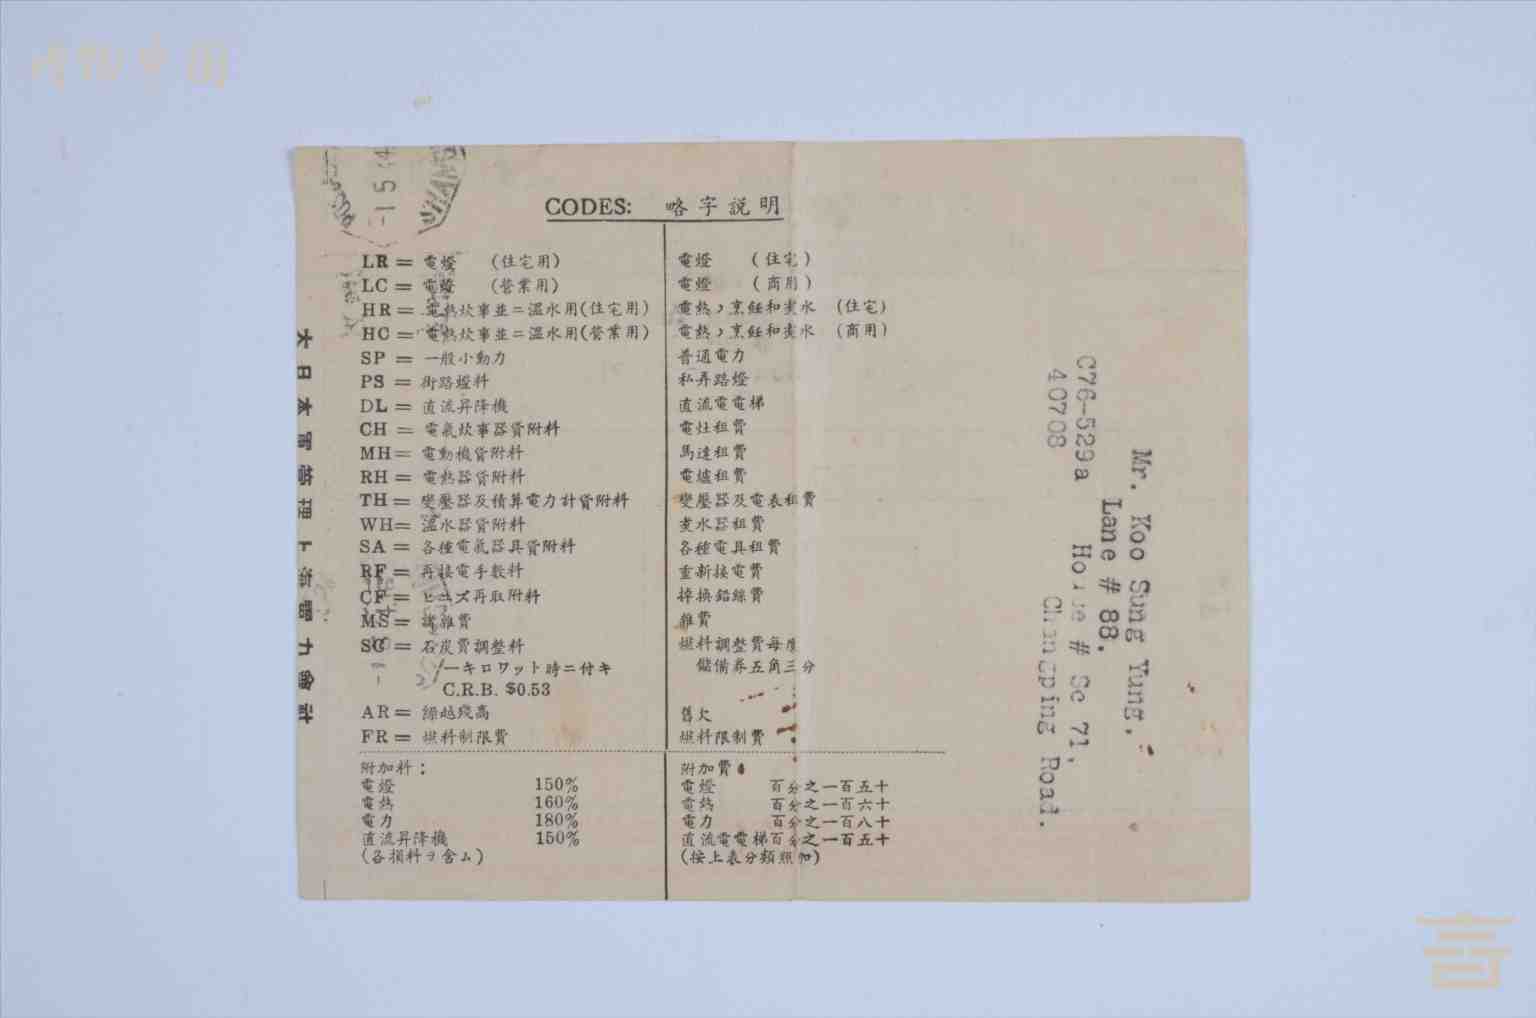 CODES: 略字説明
LR = 電燈 (住宅用) 電燈 (住宅)
LC = 電燈 (營業用) 電燈 (商用)
HR = 電熱炊事並ニ溫水用(住宅用) 電熱,烹飪和煑水 (住宅)
HC = 電熱炊事並ニ溫水用(營業用) 電熱,烹飪和煑水 (商用)
SP = 一般小動力 普通電力
PS = 街路燈料 私弄路燈
DL = 直流昇降機 直流電電梯
CH = 電氣炊事器貨附料 電灶租費
MH= 電動機貨附料 馬達租費
RH = 電熱器貨附料 電爐租費
TH = 變壓器及積算電力計貨附料 變壓器及電表租費
WH= 溫水器貨附料 煑水器租費
SA = 各種電氣器具貨附料 各種電具租費
RF = 再接電手數料 重新接電費
CF = ヒューズ再取附料 掉換鉛絲費
MS = 諸雜費 雜費
SC = 石炭費調整料 燃料調整費每度
一キロワット時ニ付キ 儲備券五角三分
C.R.B. $0.53
AR = 繰越殘高 舊欠
FR = 燃料制限費 燃料限制費
附加料: 附加費:
電燈 150% 電燈 百分之一百五十
電熱 160% 電熱 百分之一百六十
電力 180% 電力 百分之一百八十
直流昇降機 150% 直流電電梯百分之一百五十
(各損料ヲ含ム) (按上表分類照加)
大日本軍管理上海電力會社
Mr. Koo Sung Yung,
Lane # 88.
C76-529a House # Sc 71,
40708 Changping Road.
-1 5